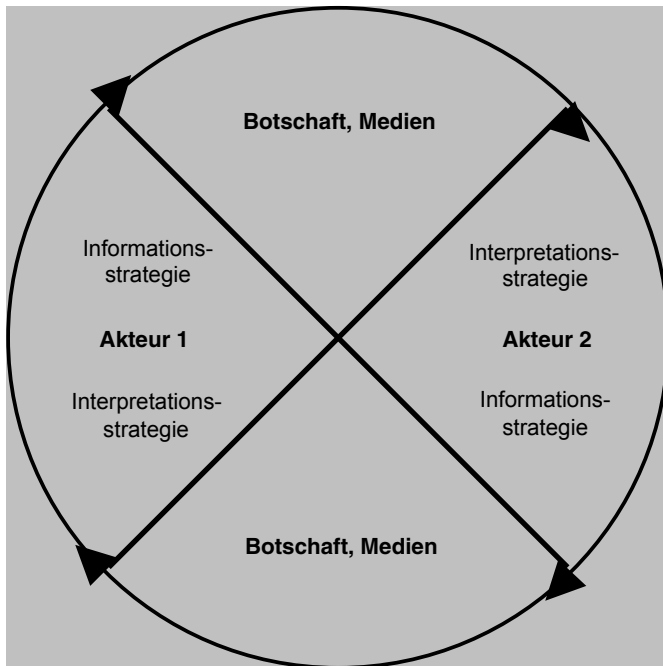 Botschaft, Medien
Informations-
strategie
Akteur 1
Interpretations-
strategie
Interpretations-
strategie
Akteur 2
Informations-
strategie
Botschaft, Medien